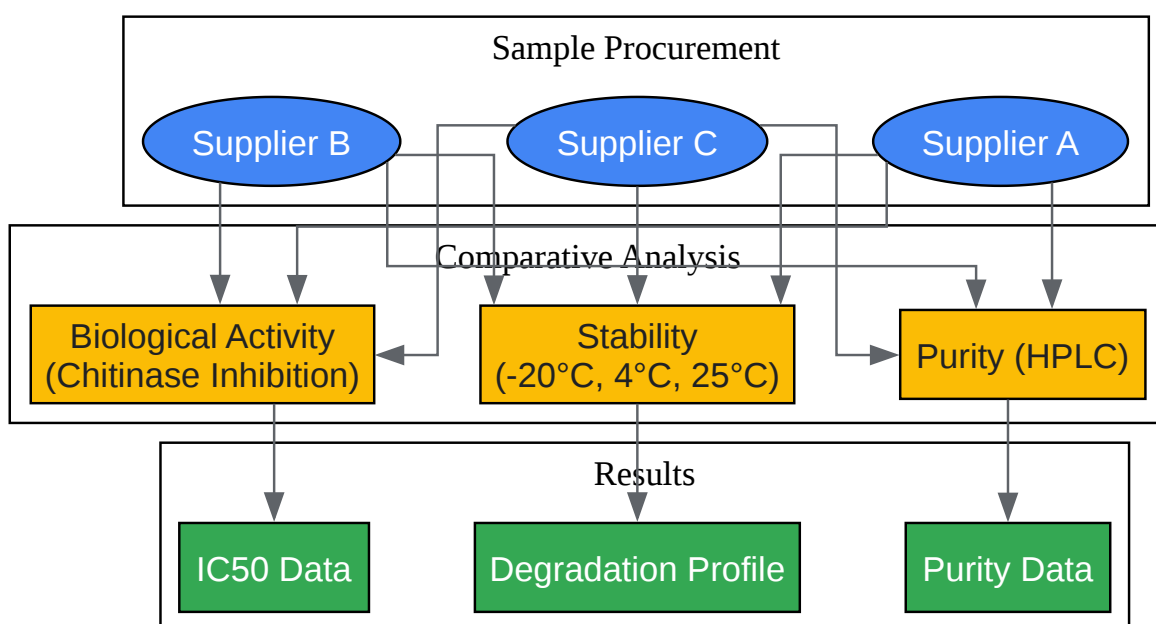 Sample Procurement
Supplier B
Supplier C
Supplier A
Comparative Analysis
Biological Activity
(Chitinase Inhibition)
Stability
(-20°C, 4°C, 25°C)
Purity (HPLC)
Results
IC50 Data
Degradation Profile
Purity Data